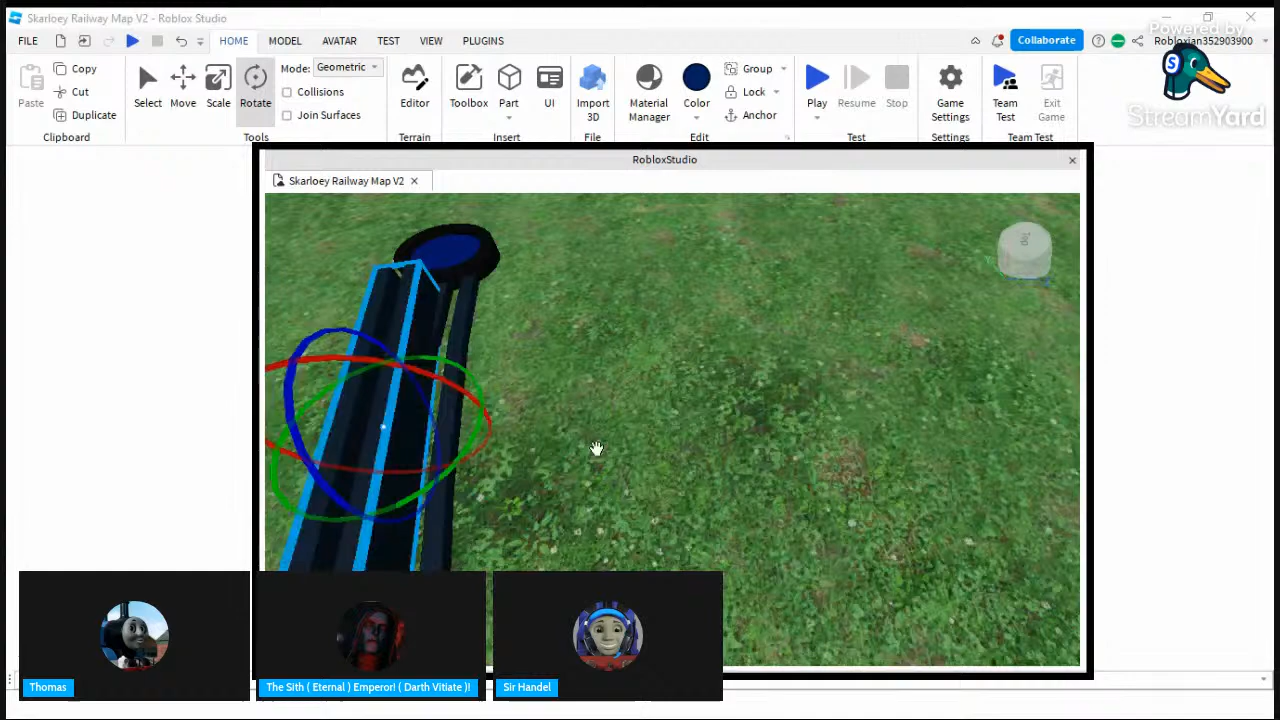 Skarloey Railway Map V2 - Roblox Studio
Powered by
FILE HOME MODEL AVATAR TEST VIEW PLUGINS Collaborate Robloxian352903900
StreamYard
Paste Copy Cut Duplicate
Select Move Scale Rotate
Mode: Geometric
Collisions
Join Surfaces
Editor Toolbox Part UI Import 3D
Material Manager Color Group Lock Anchor
Play Resume Stop Game Settings Team Test Exit Game
Clipboard Tools Terrain Insert File Edit Test Settings Team Test
RobloxStudio
Skarloey Railway Map V2
Top
Thomas
The Sith ( Eternal ) Emperor! ( Darth Vitiate )!
Sir Handel